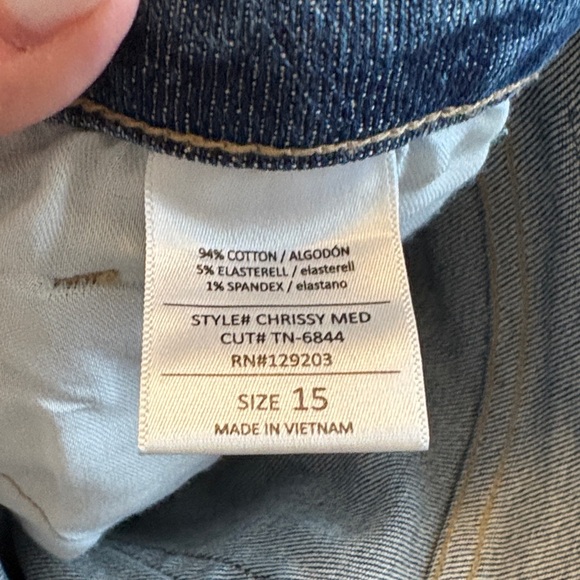 94% COTTON / ALGODÓN
5% ELASTERELL / elasterell
1% SPANDEX / elastano
STYLE# CHRISSY MED
CUT# TN-6844
RN#129203
SIZE 15
MADE IN VIETNAM